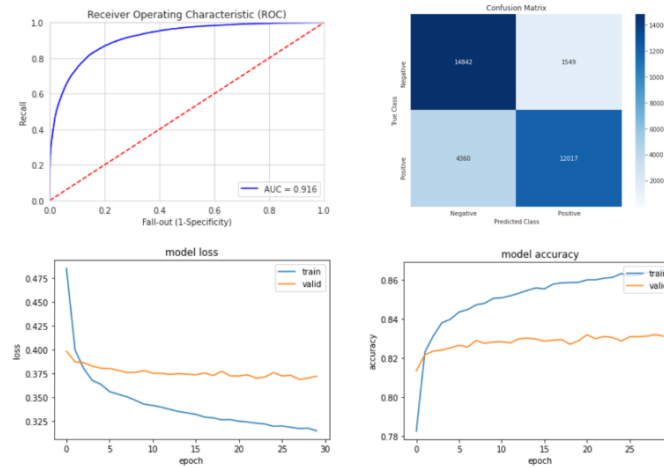 Receiver Operating Characteristic (ROC)
1.0
0.8
0.6
0.4
0.2
0.0
Recall
AUC = 0.916
0.0 0.2 0.4 0.6 0.8 1.0
Fall-out (1-Specificity)
Confusion Matrix
Negative
Positive
True Class
14842 1549
4360 12017
Negative Positive
Predicted Class
1400
1200
1000
8000
6000
4000
2000
model loss
0.475
0.450
0.425
0.400
0.375
0.350
0.325
loss
train
valid
0 5 10 15 20 25 30
epoch
model accuracy
0.86
0.84
0.82
0.80
0.78
accuracy
train
valid
0 5 10 15 20 25
epoch